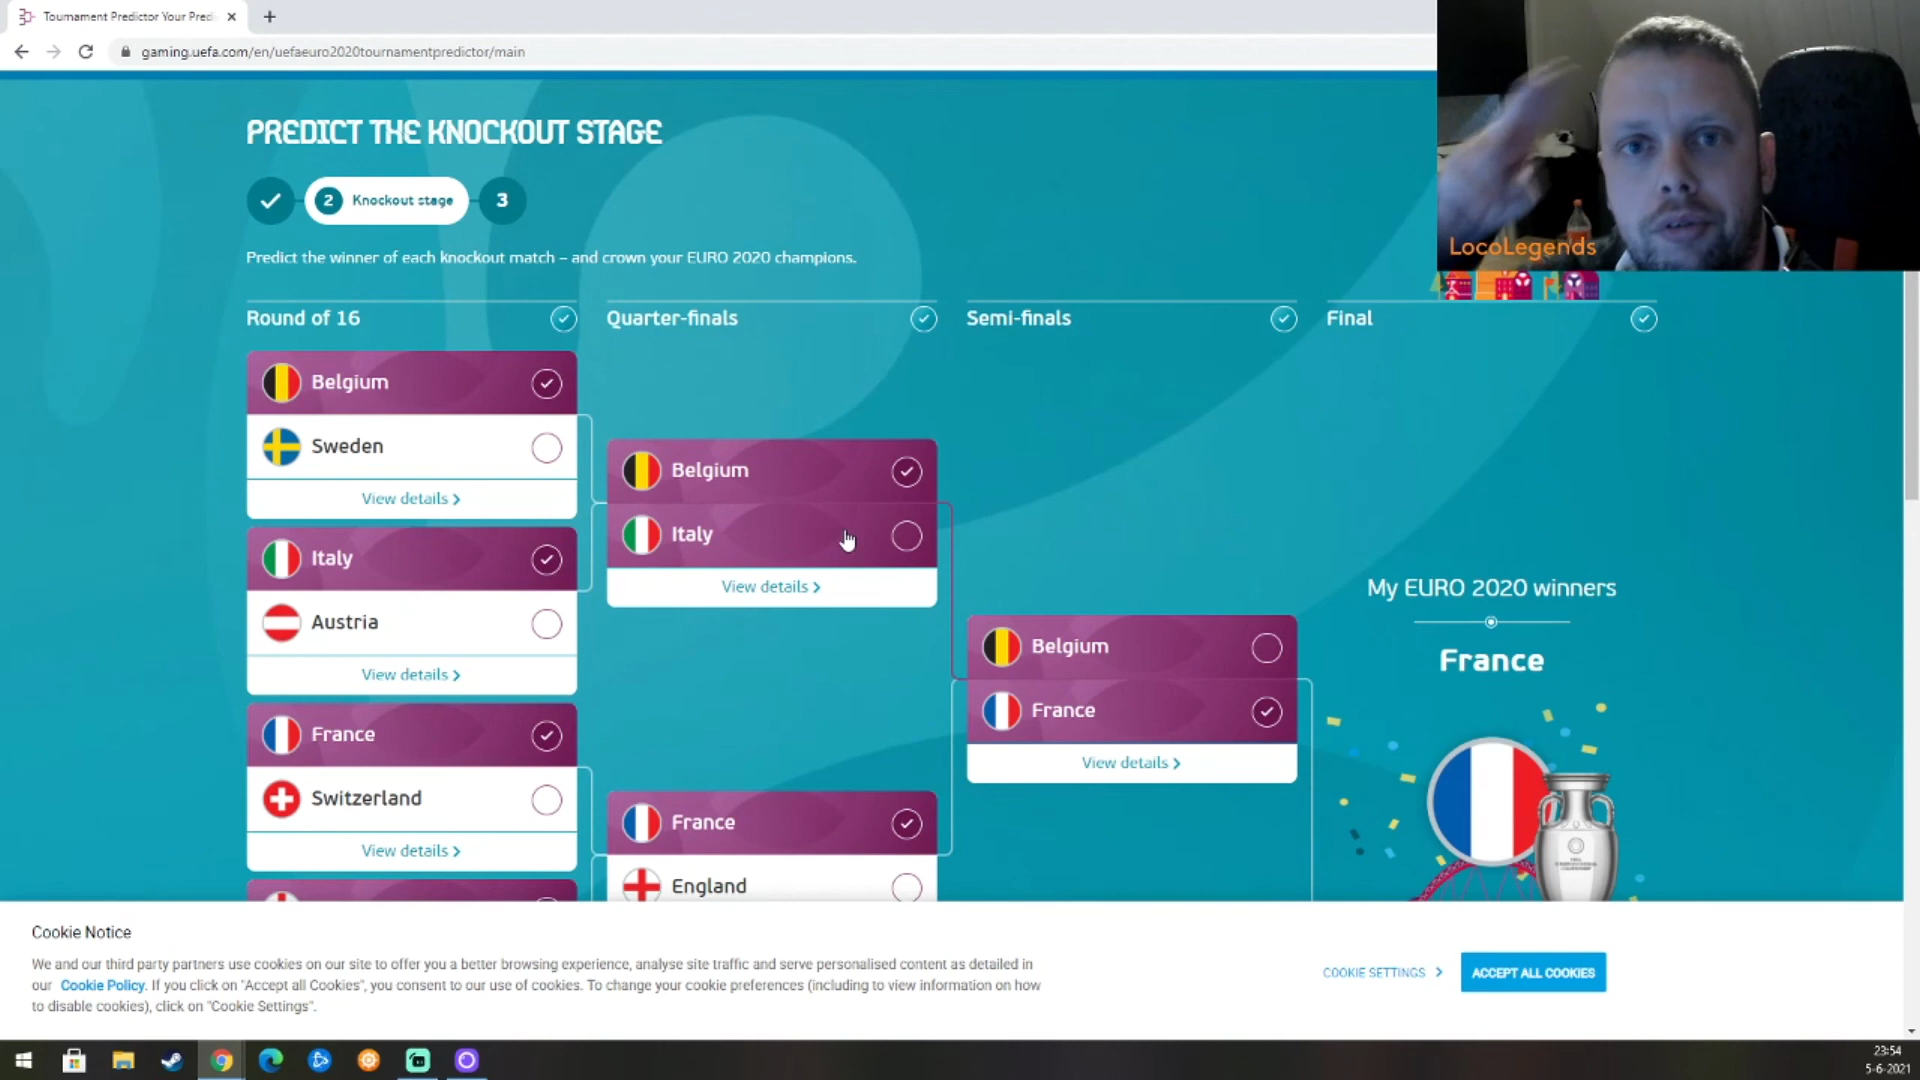 Tournament Predictor Your Pred
gaming.uefa.com/en/uefaeuro2020tournamentpredictor/main
LocoLegends
PREDICT THE KNOCKOUT STAGE
2 Knockout stage 3
Predict the winner of each knockout match – and crown your EURO 2020 champions.
Round of 16
Quarter-finals
Semi-finals
Final
Belgium
Sweden
View details
Italy
Austria
View details
France
Switzerland
View details
Belgium
Italy
View details
France
England
Belgium
France
View details
My EURO 2020 winners
France
Cookie Notice
We and our third party partners use cookies on our site to offer you a better browsing experience, analyse site traffic and serve personalised content as detailed in
our Cookie Policy. If you click on "Accept all Cookies", you consent to our use of cookies. To change your cookie preferences (including to view information on how
to disable cookies), click on "Cookie Settings".
COOKIE SETTINGS
ACCEPT ALL COOKIES
23:54
5-6-2021